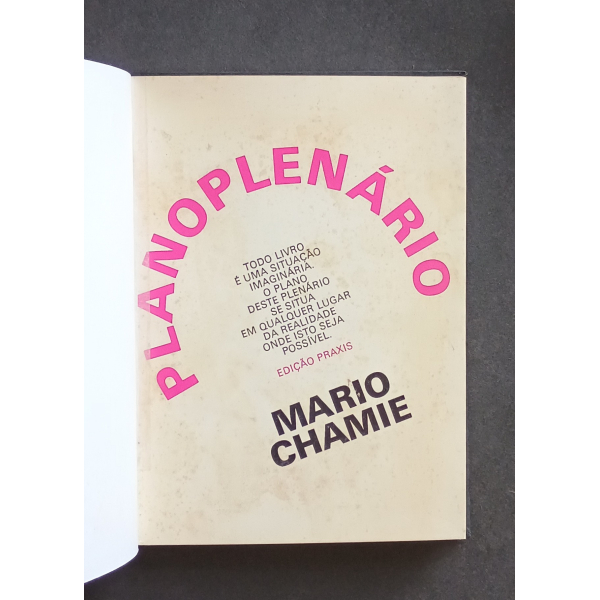 PLANOPLENÁRIO
TODO LIVRO
É UMA SITUAÇÃO
IMAGINÁRIA.
O PLANO
DESTE PLENÁRIO
SE SITUA
EM QUALQUER LUGAR
DA REALIDADE
ONDE ISTO SEJA
POSSÍVEL.
EDIÇÃO PRAXIS
MARIO
CHAMIE